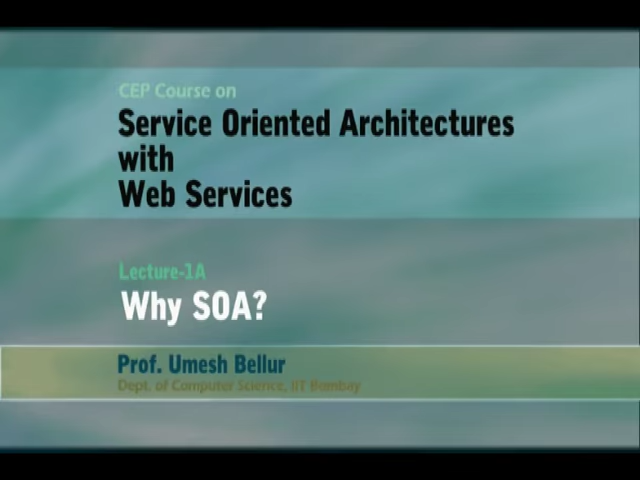 CEP Course on
Service Oriented Architectures
with
Web Services
Lecture-1A
Why SOA?
Prof. Umesh Bellur
Dept. of Computer Science, IIT Bombay